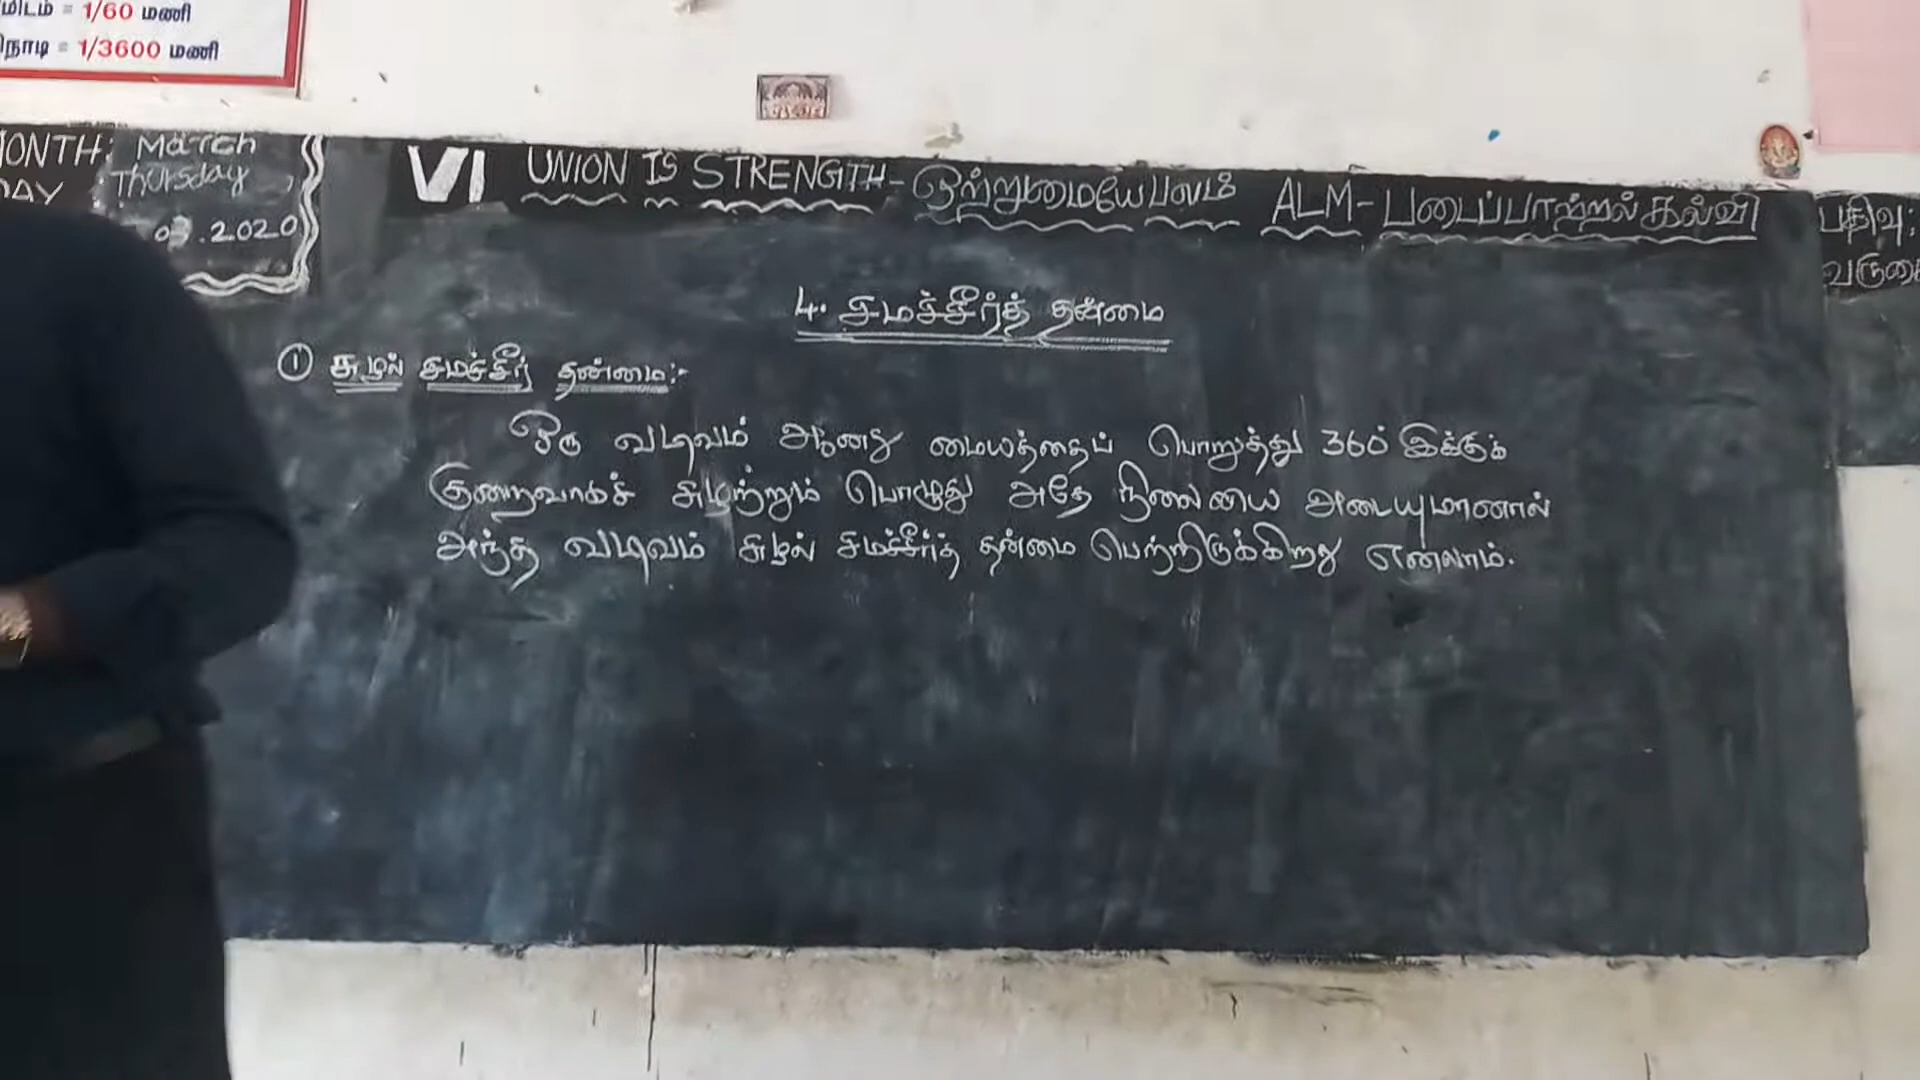 = 1/60 மணி
= 1/3600 மணி
MONTH: March
DAY : Thursday
03.2020
VI UNION IS STRENGTH - ஒற்றுமையே பலம் ALM - படைப்பாற்றல் கல்வி
பதிவு:
4. சமச்சீர்த் தன்மை
① சுழல் சமச்சீர் தன்மை:-
ஒரு வடிவம் அதனது மையத்தைப் பொறுத்து 360° இக்குக்
குறைவாகச் சுழற்றும் பொழுது அதே நிலையை அடையுமானால்
அந்த வடிவம் சுழல் சமச்சீர்த் தன்மை பெற்றிருக்கிறது எனலாம்.